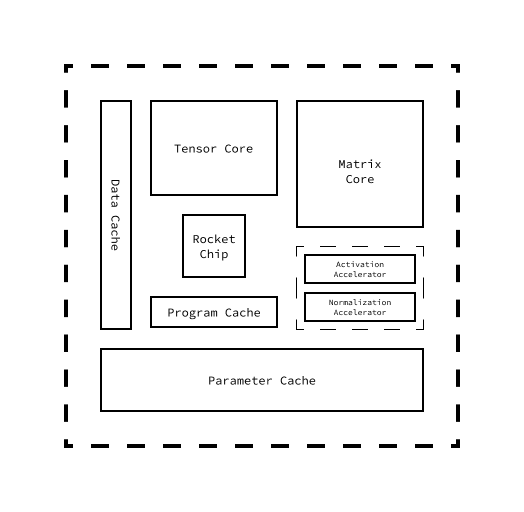 Data Cache
Tensor Core
Matrix
Core
Rocket
Chip
Activation
Accelerator
Normalization
Accelerator
Program Cache
Parameter Cache